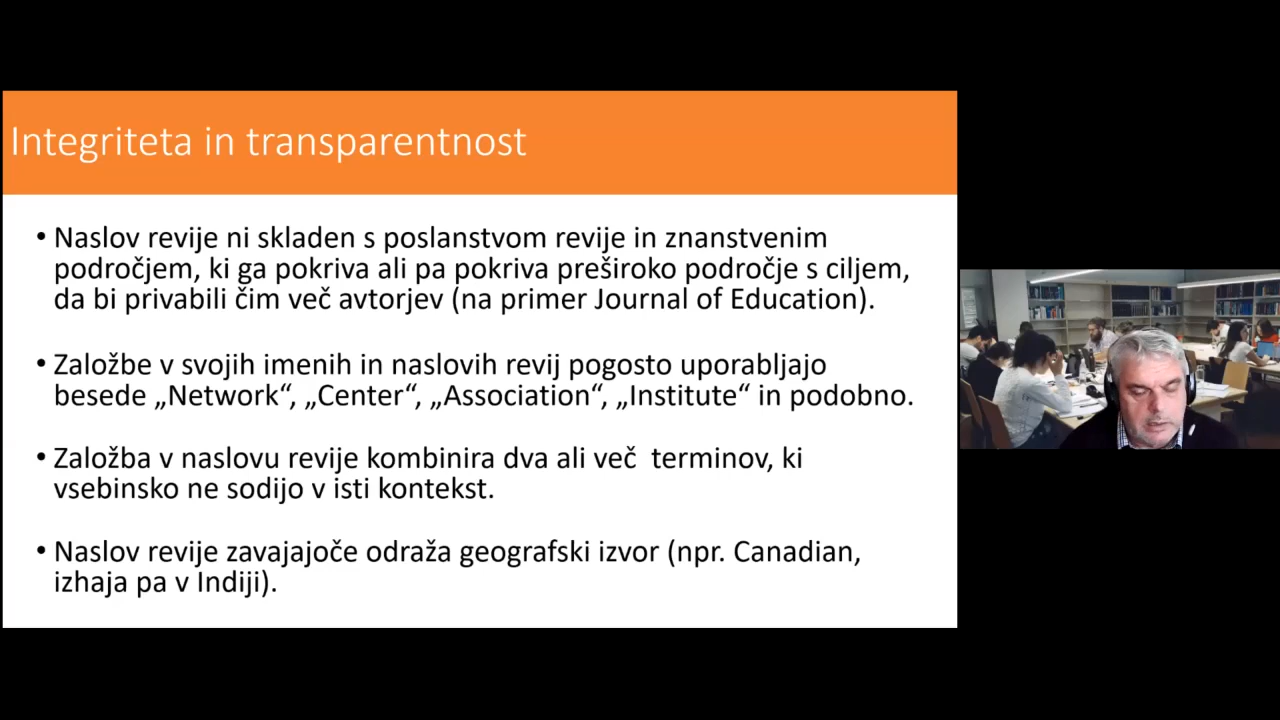 Integriteta in transparentnost
• Naslov revije ni skladen s poslanstvom revije in znanstvenim
področjem, ki ga pokriva ali pa pokriva preširoko področje s ciljem,
da bi privabili čim več avtorjev (na primer Journal of Education).
• Založbe v svojih imenih in naslovih revij pogosto uporabljajo
besede „Network“, „Center“, „Association“, „Institute“ in podobno.
• Založba v naslovu revije kombinira dva ali več  terminov, ki
vsebinsko ne sodijo v isti kontekst.
• Naslov revije zavajajoče odraža geografski izvor (npr. Canadian,
izhaja pa v Indiji).